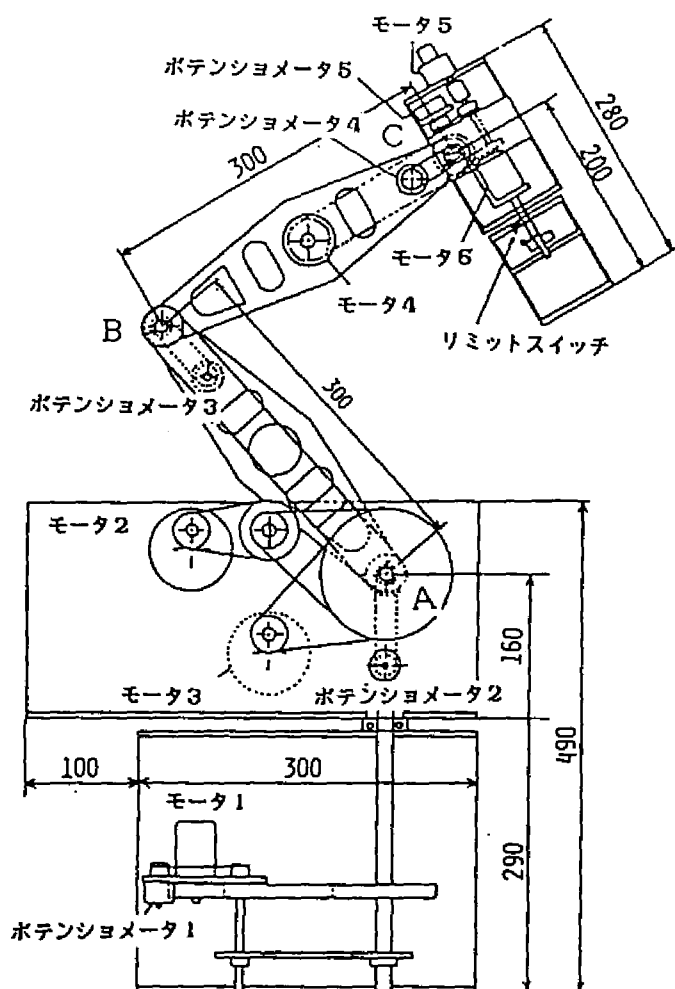 モータ5
ポテンショメータ5
ポテンショメータ4
C
300
280
200
モータ6
モータ4
B
リミットスイッチ
ポテンショメータ3
300
モータ2
A
160
モータ3
ポテンショメータ2
490
100
300
モータ1
290
ポテンショメータ1